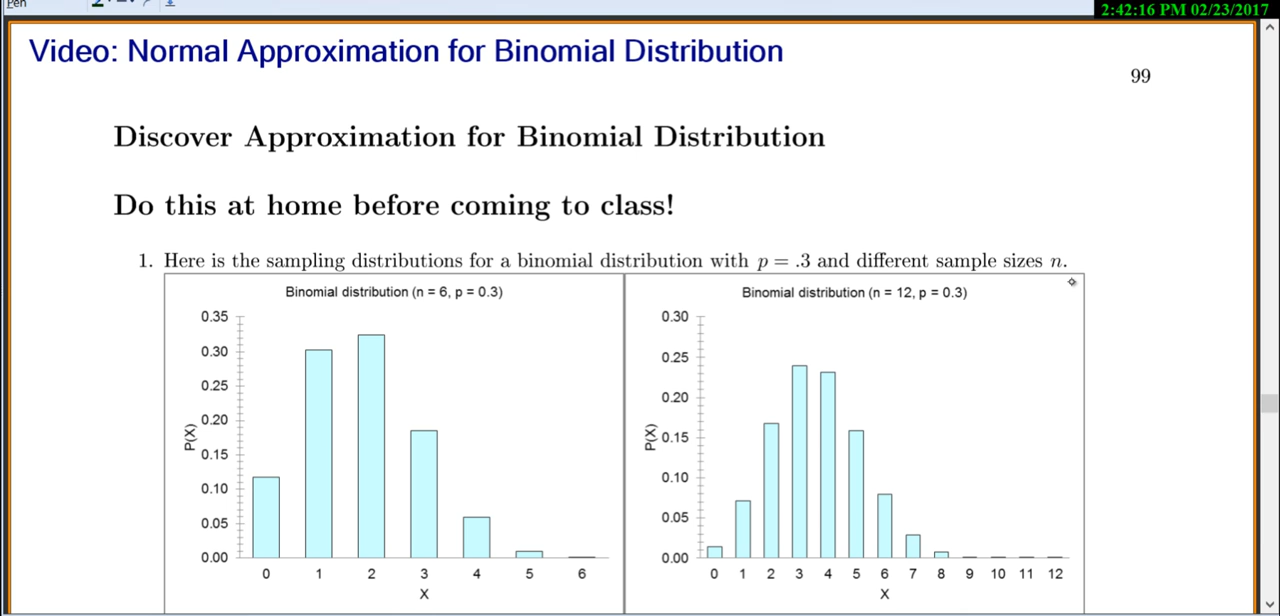 Pen
2:42:16 PM 02/23/2017
Video: Normal Approximation for Binomial Distribution
99
Discover Approximation for Binomial Distribution
Do this at home before coming to class!
1. Here is the sampling distributions for a binomial distribution with p = .3 and different sample sizes n.
Binomial distribution (n = 6, p = 0.3)
0.35
0.30
0.25
0.20
0.15
0.10
0.05
0.00
P(X)
0 1 2 3 4 5 6
X
Binomial distribution (n = 12, p = 0.3)
0.30
0.25
0.20
0.15
0.10
0.05
0.00
P(X)
0 1 2 3 4 5 6 7 8 9 10 11 12
X